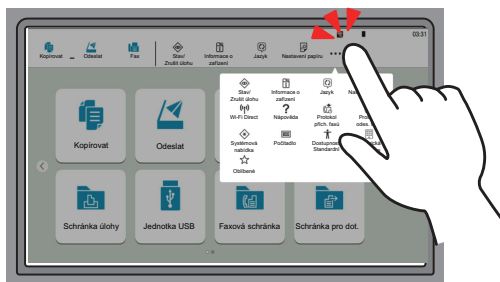 03:31
Kopírovat
Odeslat
Fax
Stav/
Zrušit úlohu
Informace o
zařízení
Jazyk
Nastavení papíru
Stav/
Zrušit úlohu
Informace o
zařízení
Jazyk
Wi-Fi Direct
Nápověda
Protokol
přích. faxů
odes.
Systémová
nabídka
Počítadlo
Dostupnost
Standardní
Oblíbené
Kopírovat
Odeslat
Schránka úlohy
Jednotka USB
Faxová schránka
Schránka pro dot.